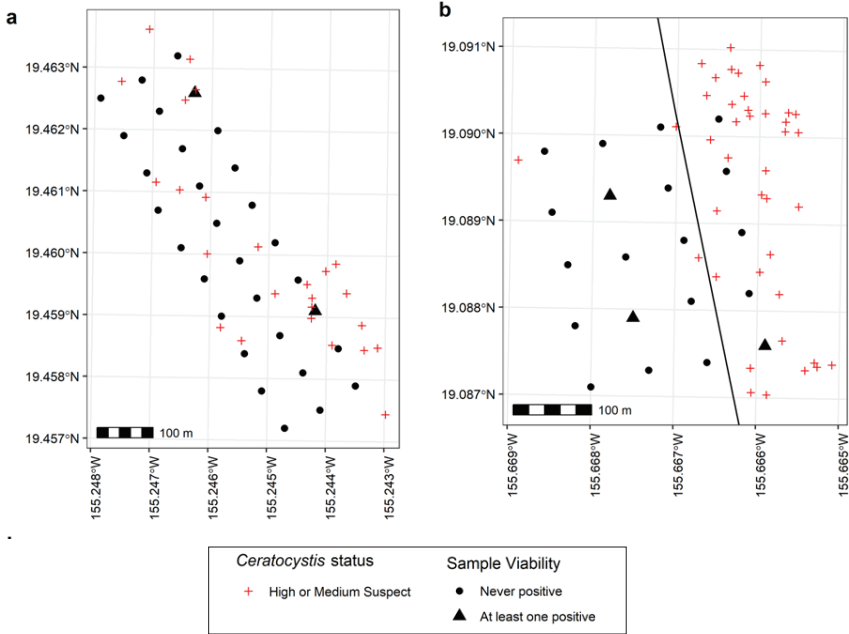 a
19.463°N
19.462°N
19.461°N
19.460°N
19.459°N
19.458°N
19.457°N
100 m
155.248°W
155.247°W
155.246°W
155.245°W
155.244°W
155.243°W
b
19.091°N
19.090°N
19.089°N
19.088°N
19.087°N
100 m
155.669°W
155.668°W
155.667°W
155.666°W
155.665°W
Ceratocystis status
High or Medium Suspect
Sample Viability
Never positive
At least one positive